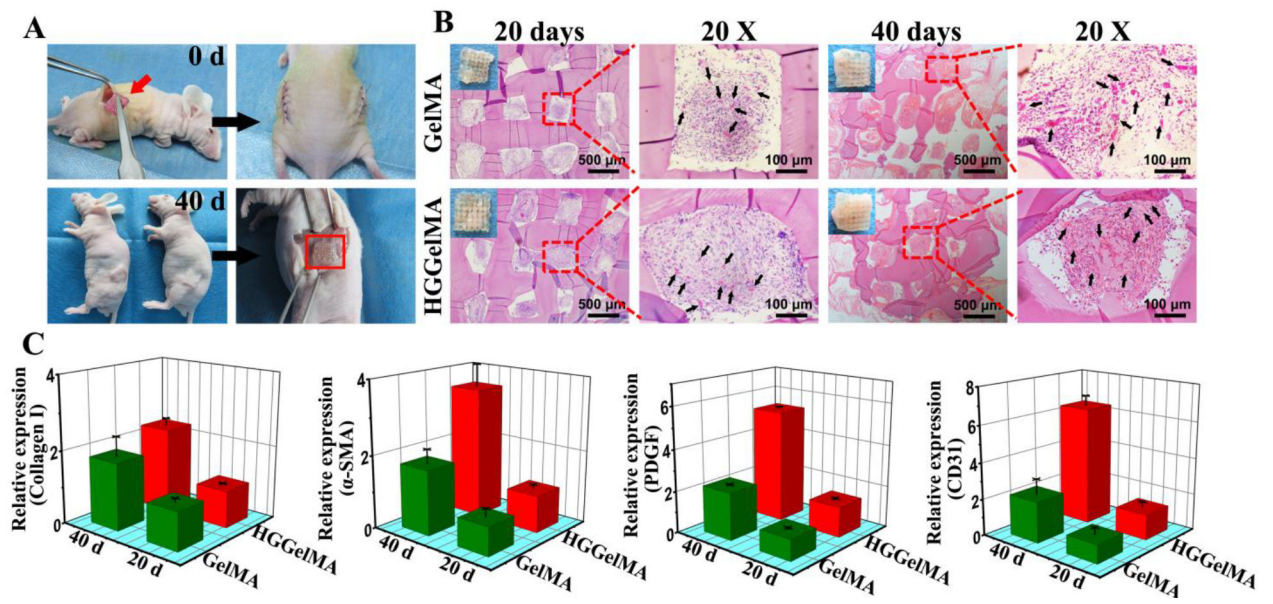 A
0 d
40 d
B
20 days
20 X
40 days
20 X
GelMA
500 µm
100 µm
500 µm
100 µm
HGGelMA
500 µm
100 µm
500 µm
100 µm
C
Relative expression
(Collagen I)
4
2
0
40 d
20 d
GelMA
HGGelMA
Relative expression
(α-SMA)
4
2
0
40 d
20 d
GelMA
HGGelMA
Relative expression
(PDGF)
6
4
2
0
40 d
20 d
GelMA
HGGelMA
Relative expression
(CD31)
8
6
4
2
0
40 d
20 d
GelMA
HGGelMA